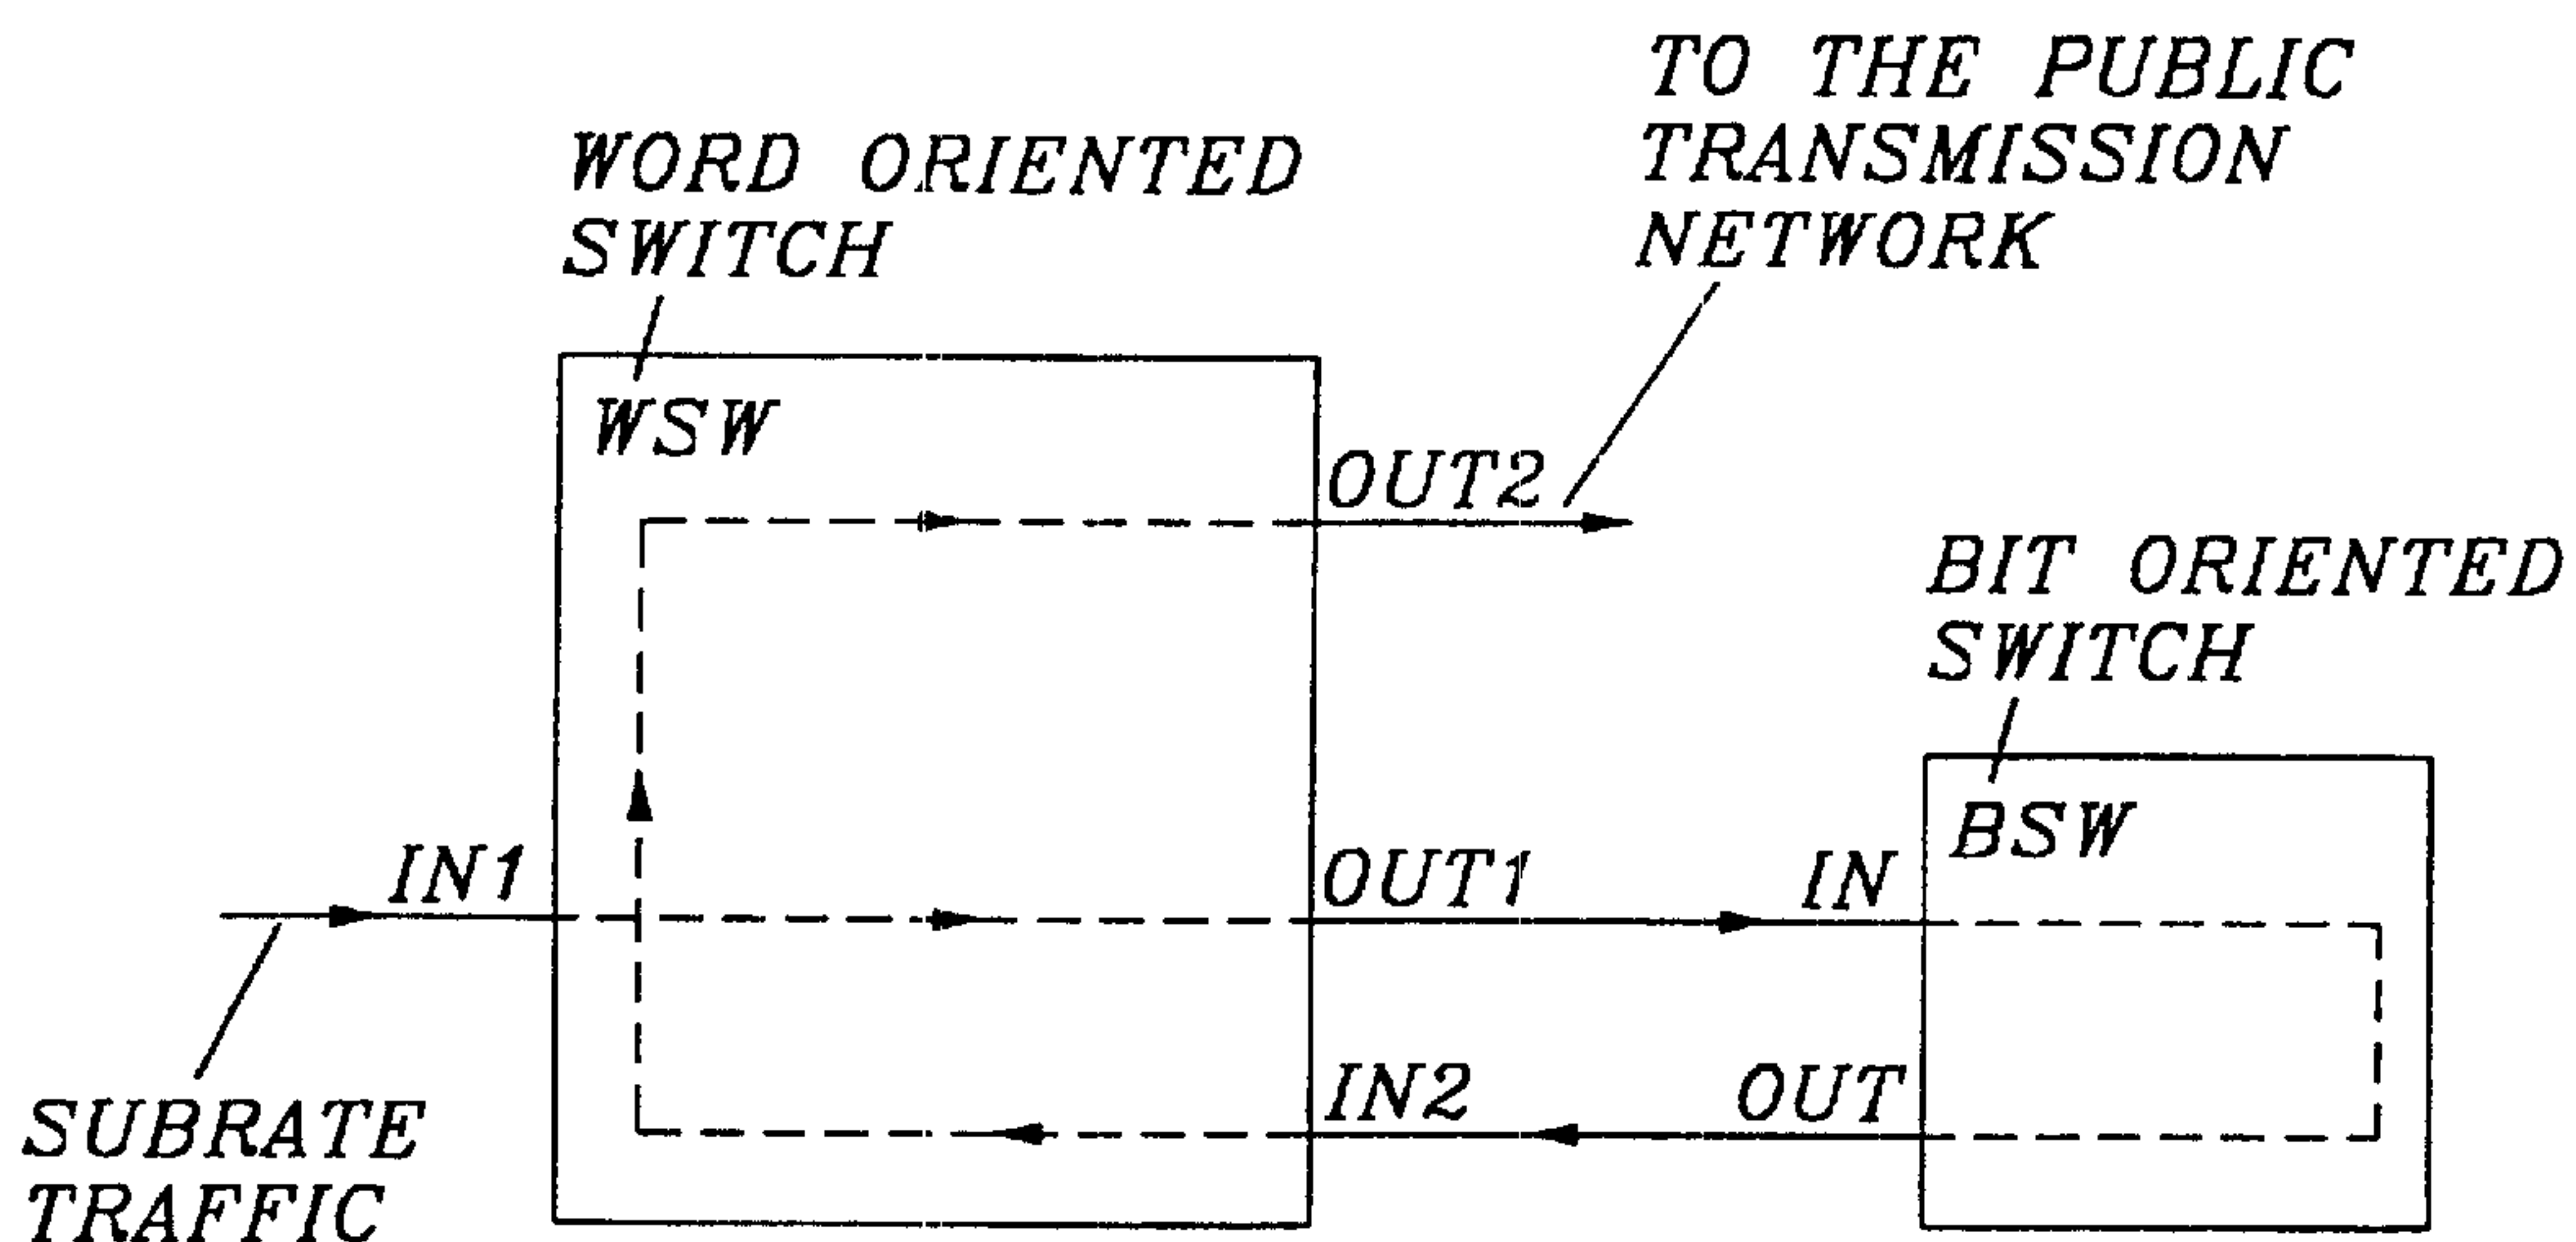 TO THE PUBLIC
TRANSMISSION
NETWORK
WORD ORIENTED
SWITCH
WSW
OUT2
BIT ORIENTED
SWITCH
BSW
IN1
OUT1
IN
IN2
OUT
SUBRATE
TRAFFIC